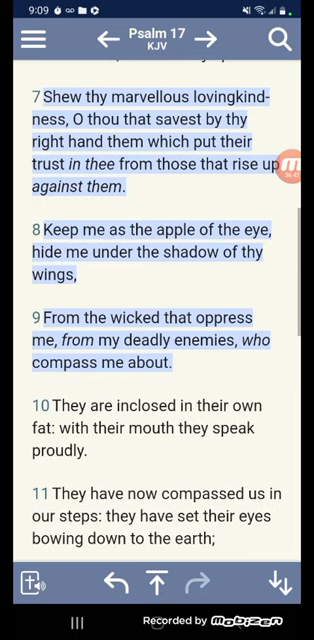 9:09
Psalm 17
KJV
7 Shew thy marvellous lovingkind-
ness, O thou that savest by thy
right hand them which put their
trust in thee from those that rise up
against them.
8 Keep me as the apple of the eye,
hide me under the shadow of thy
wings,
9 From the wicked that oppress
me, from my deadly enemies, who
compass me about.
10 They are inclosed in their own
fat: with their mouth they speak
proudly.
11 They have now compassed us in
our steps: they have set their eyes
bowing down to the earth;
Recorded by mobizen